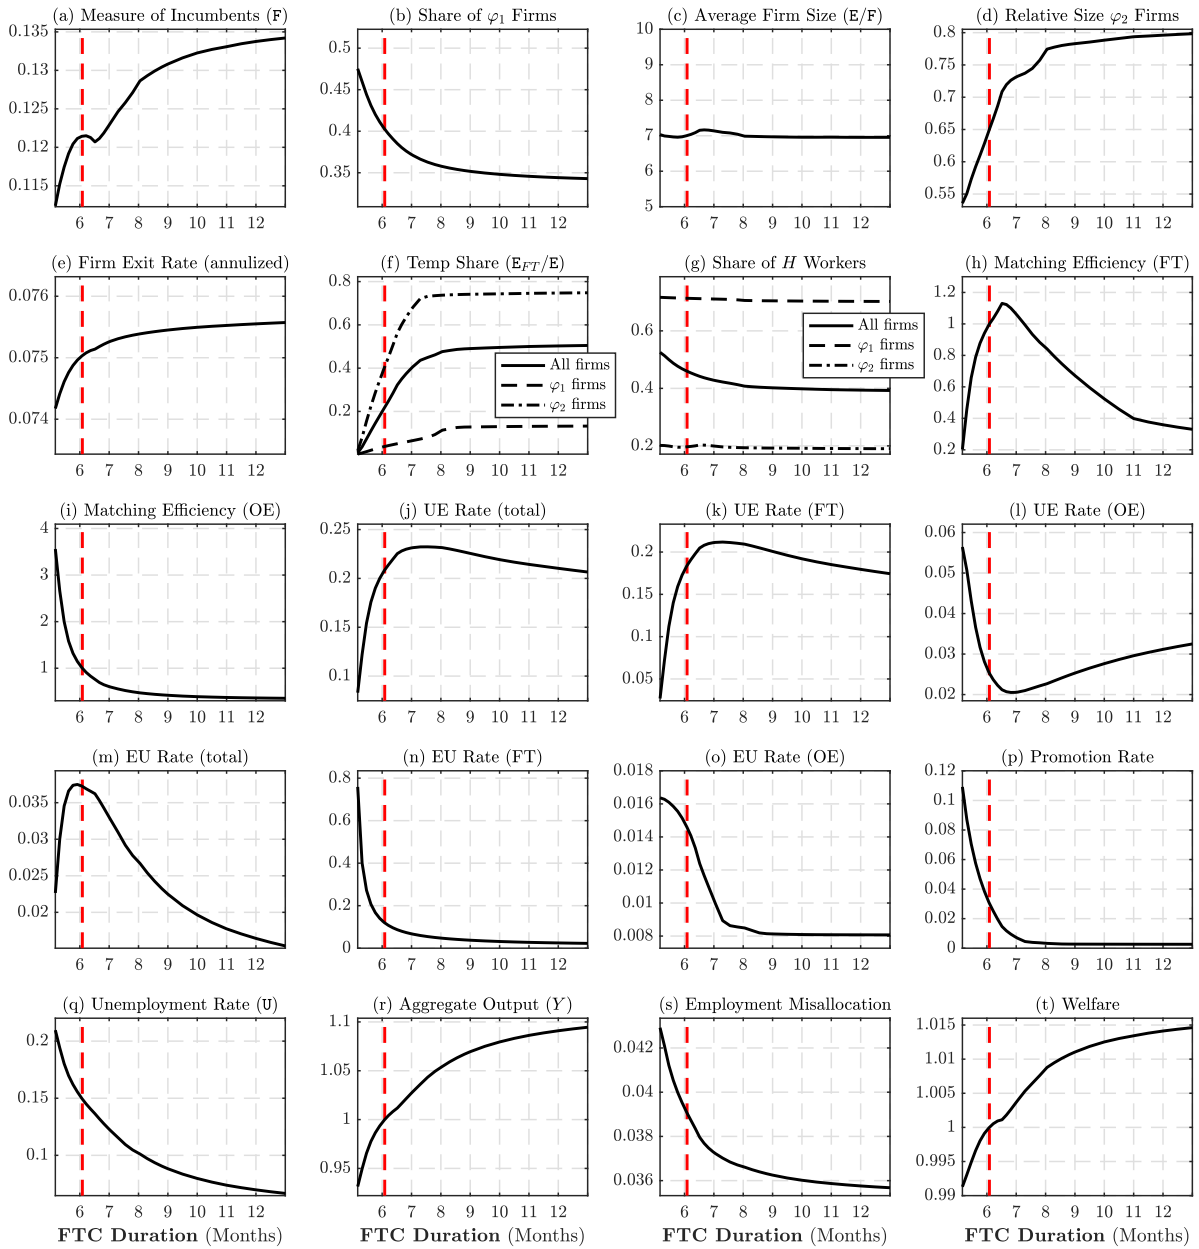 (a) Measure of Incumbents (F)
0.135
0.13
0.125
0.12
0.115
6 7 8 9 10 11 12
(b) Share of φ₁ Firms
0.5
0.45
0.4
0.35
6 7 8 9 10 11 12
(c) Average Firm Size (E/F)
10
9
8
7
6
5
6 7 8 9 10 11 12
(d) Relative Size φ₂ Firms
0.8
0.75
0.7
0.65
0.6
0.55
6 7 8 9 10 11 12
(e) Firm Exit Rate (annulized)
0.076
0.075
0.074
6 7 8 9 10 11 12
(f) Temp Share (E_FT/E)
0.8
0.6
0.4
0.2
All firms
φ₁ firms
φ₂ firms
6 7 8 9 10 11 12
(g) Share of H Workers
0.6
0.4
0.2
All firms
φ₁ firms
φ₂ firms
6 7 8 9 10 11 12
(h) Matching Efficiency (FT)
1.2
1
0.8
0.6
0.4
0.2
6 7 8 9 10 11 12
(i) Matching Efficiency (OE)
4
3
2
1
6 7 8 9 10 11 12
(j) UE Rate (total)
0.25
0.2
0.15
0.1
6 7 8 9 10 11 12
(k) UE Rate (FT)
0.2
0.15
0.1
0.05
6 7 8 9 10 11 12
(l) UE Rate (OE)
0.06
0.05
0.04
0.03
0.02
6 7 8 9 10 11 12
(m) EU Rate (total)
0.035
0.03
0.025
0.02
6 7 8 9 10 11 12
(n) EU Rate (FT)
0.8
0.6
0.4
0.2
0
6 7 8 9 10 11 12
(o) EU Rate (OE)
0.018
0.016
0.014
0.012
0.01
0.008
6 7 8 9 10 11 12
(p) Promotion Rate
0.12
0.1
0.08
0.06
0.04
0.02
0
6 7 8 9 10 11 12
(q) Unemployment Rate (U)
0.2
0.15
0.1
6 7 8 9 10 11 12
FTC Duration (Months)
(r) Aggregate Output (Y)
1.1
1.05
1
0.95
6 7 8 9 10 11 12
FTC Duration (Months)
(s) Employment Misallocation
0.042
0.04
0.038
0.036
6 7 8 9 10 11 12
FTC Duration (Months)
(t) Welfare
1.015
1.01
1.005
1
0.995
0.99
6 7 8 9 10 11 12
FTC Duration (Months)